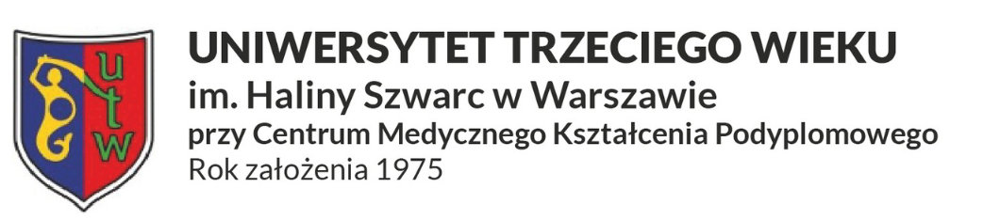 utw
UNIWERSYTET TRZECIEGO WIEKU
im. Haliny Szwarc w Warszawie
przy Centrum Medycznego Kształcenia Podyplomowego
Rok założenia 1975